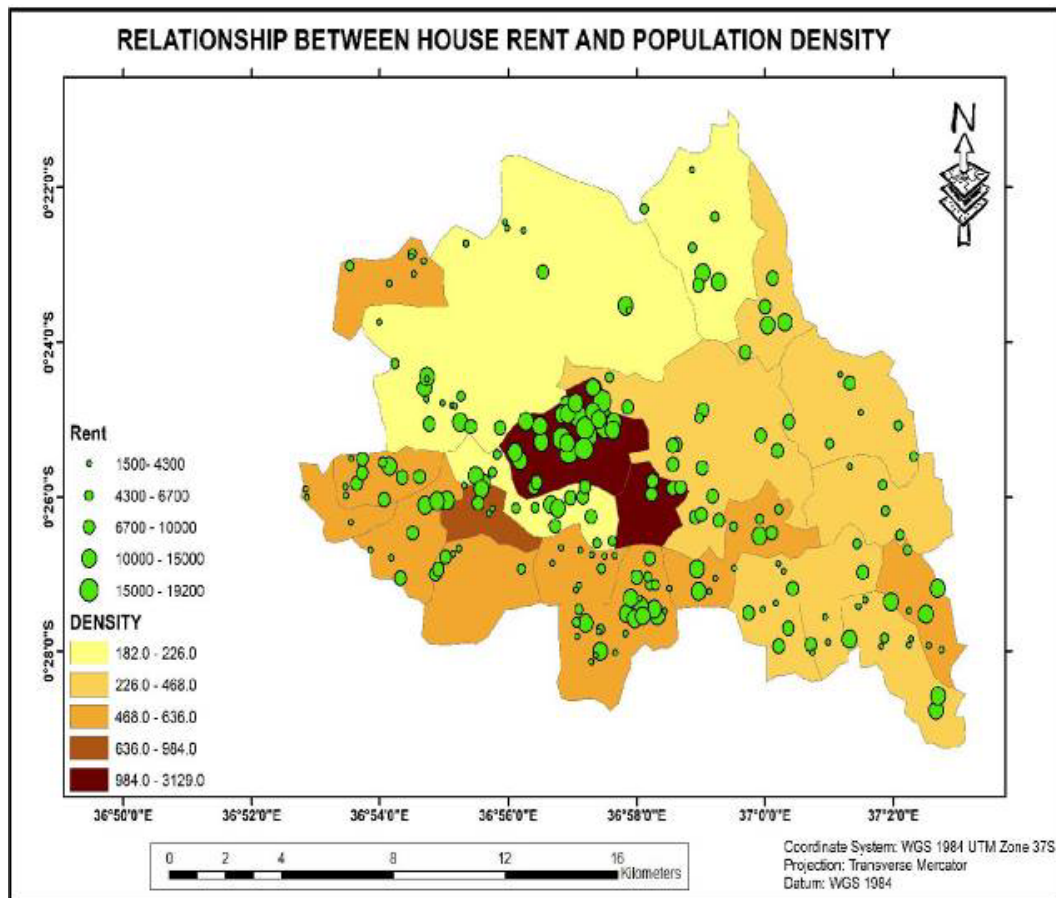 RELATIONSHIP BETWEEN HOUSE RENT AND POPULATION DENSITY
N
0°22'0"S
0°24'0"S
0°26'0"S
0°28'0"S
Rent
1500- 4300
4300 - 6700
6700 - 10000
10000 - 15000
15000 - 19200
DENSITY
182.0 - 226.0
226.0 - 468.0
468.0 - 636.0
636.0 - 984.0
984.0 - 3129.0
36°50'0"E 36°52'0"E 36°54'0"E 36°56'0"E 36°58'0"E 37°0'0"E 37°2'0"E
0 2 4 8 12 16
Kilometers
Coordinate System: WGS 1984 UTM Zone 37S
Projection: Transverse Mercator
Datum: WGS 1984